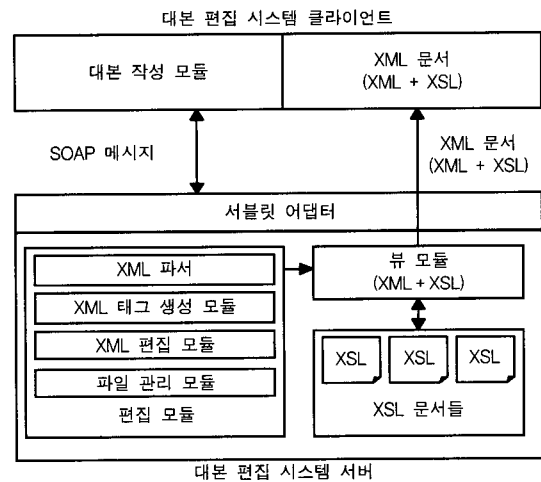 대본 편집 시스템 클라이언트
대본 작성 모듈
XML 문서
(XML + XSL)
SOAP 메시지
XML 문서
(XML + XSL)
서블릿 어댑터
XML 파서
XML 태그 생성 모듈
XML 편집 모듈
파일 관리 모듈
편집 모듈
뷰 모듈
(XML+XSL)
XSL
XSL
XSL
XSL 문서들
대본 편집 시스템 서버